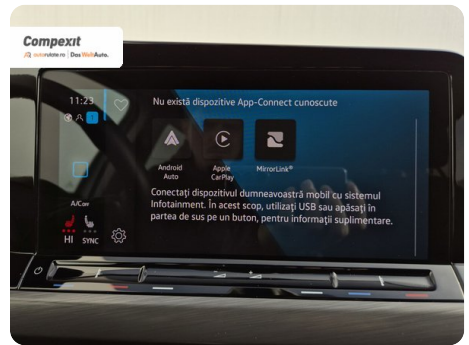 Compexit
autorulate.ro | Das WeltAuto.
11:23
Nu există dispozitive App-Connect cunoscute
Android
Auto
Apple
CarPlay
MirrorLink®
Conectați dispozitivul dumneavoastră mobil cu sistemul
Infotainment. În acest scop, utilizați USB sau apăsați în
partea de sus pe un buton, pentru informații suplimentare.
A/C OFF
HI
SYNC